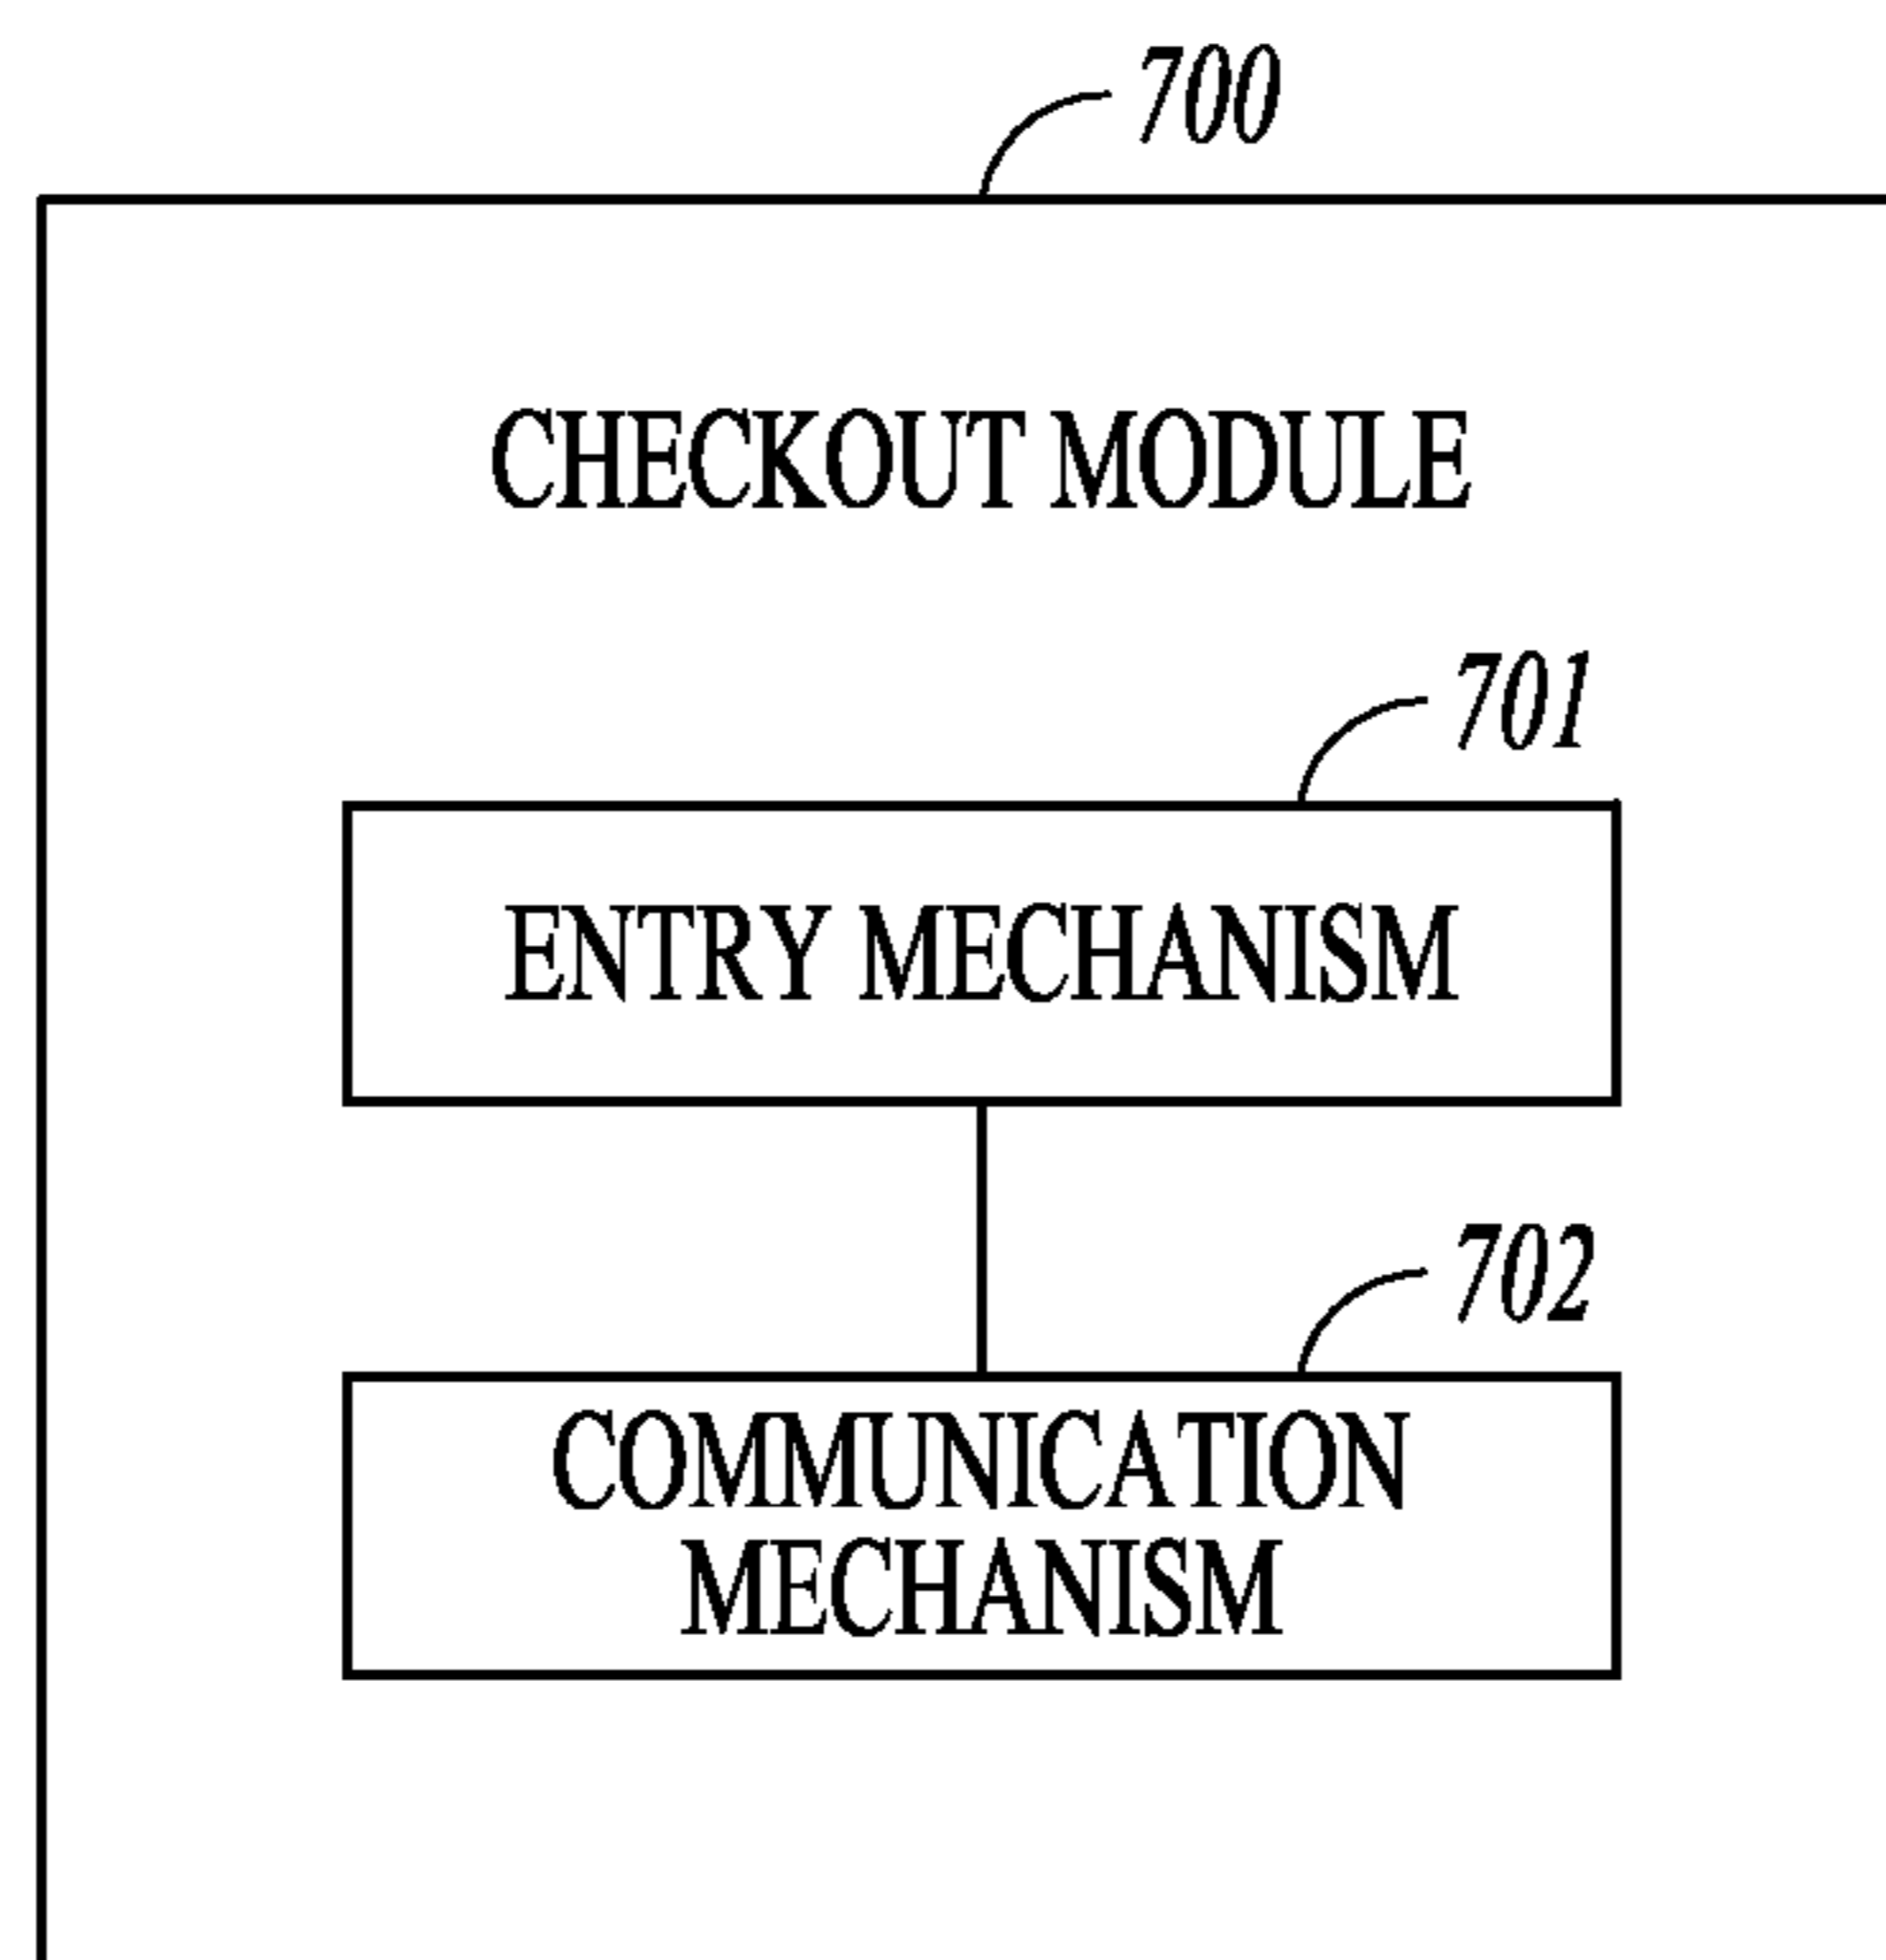 700
CHECKOUT MODULE
701
ENTRY MECHANISM
702
COMMUNICATION
MECHANISM